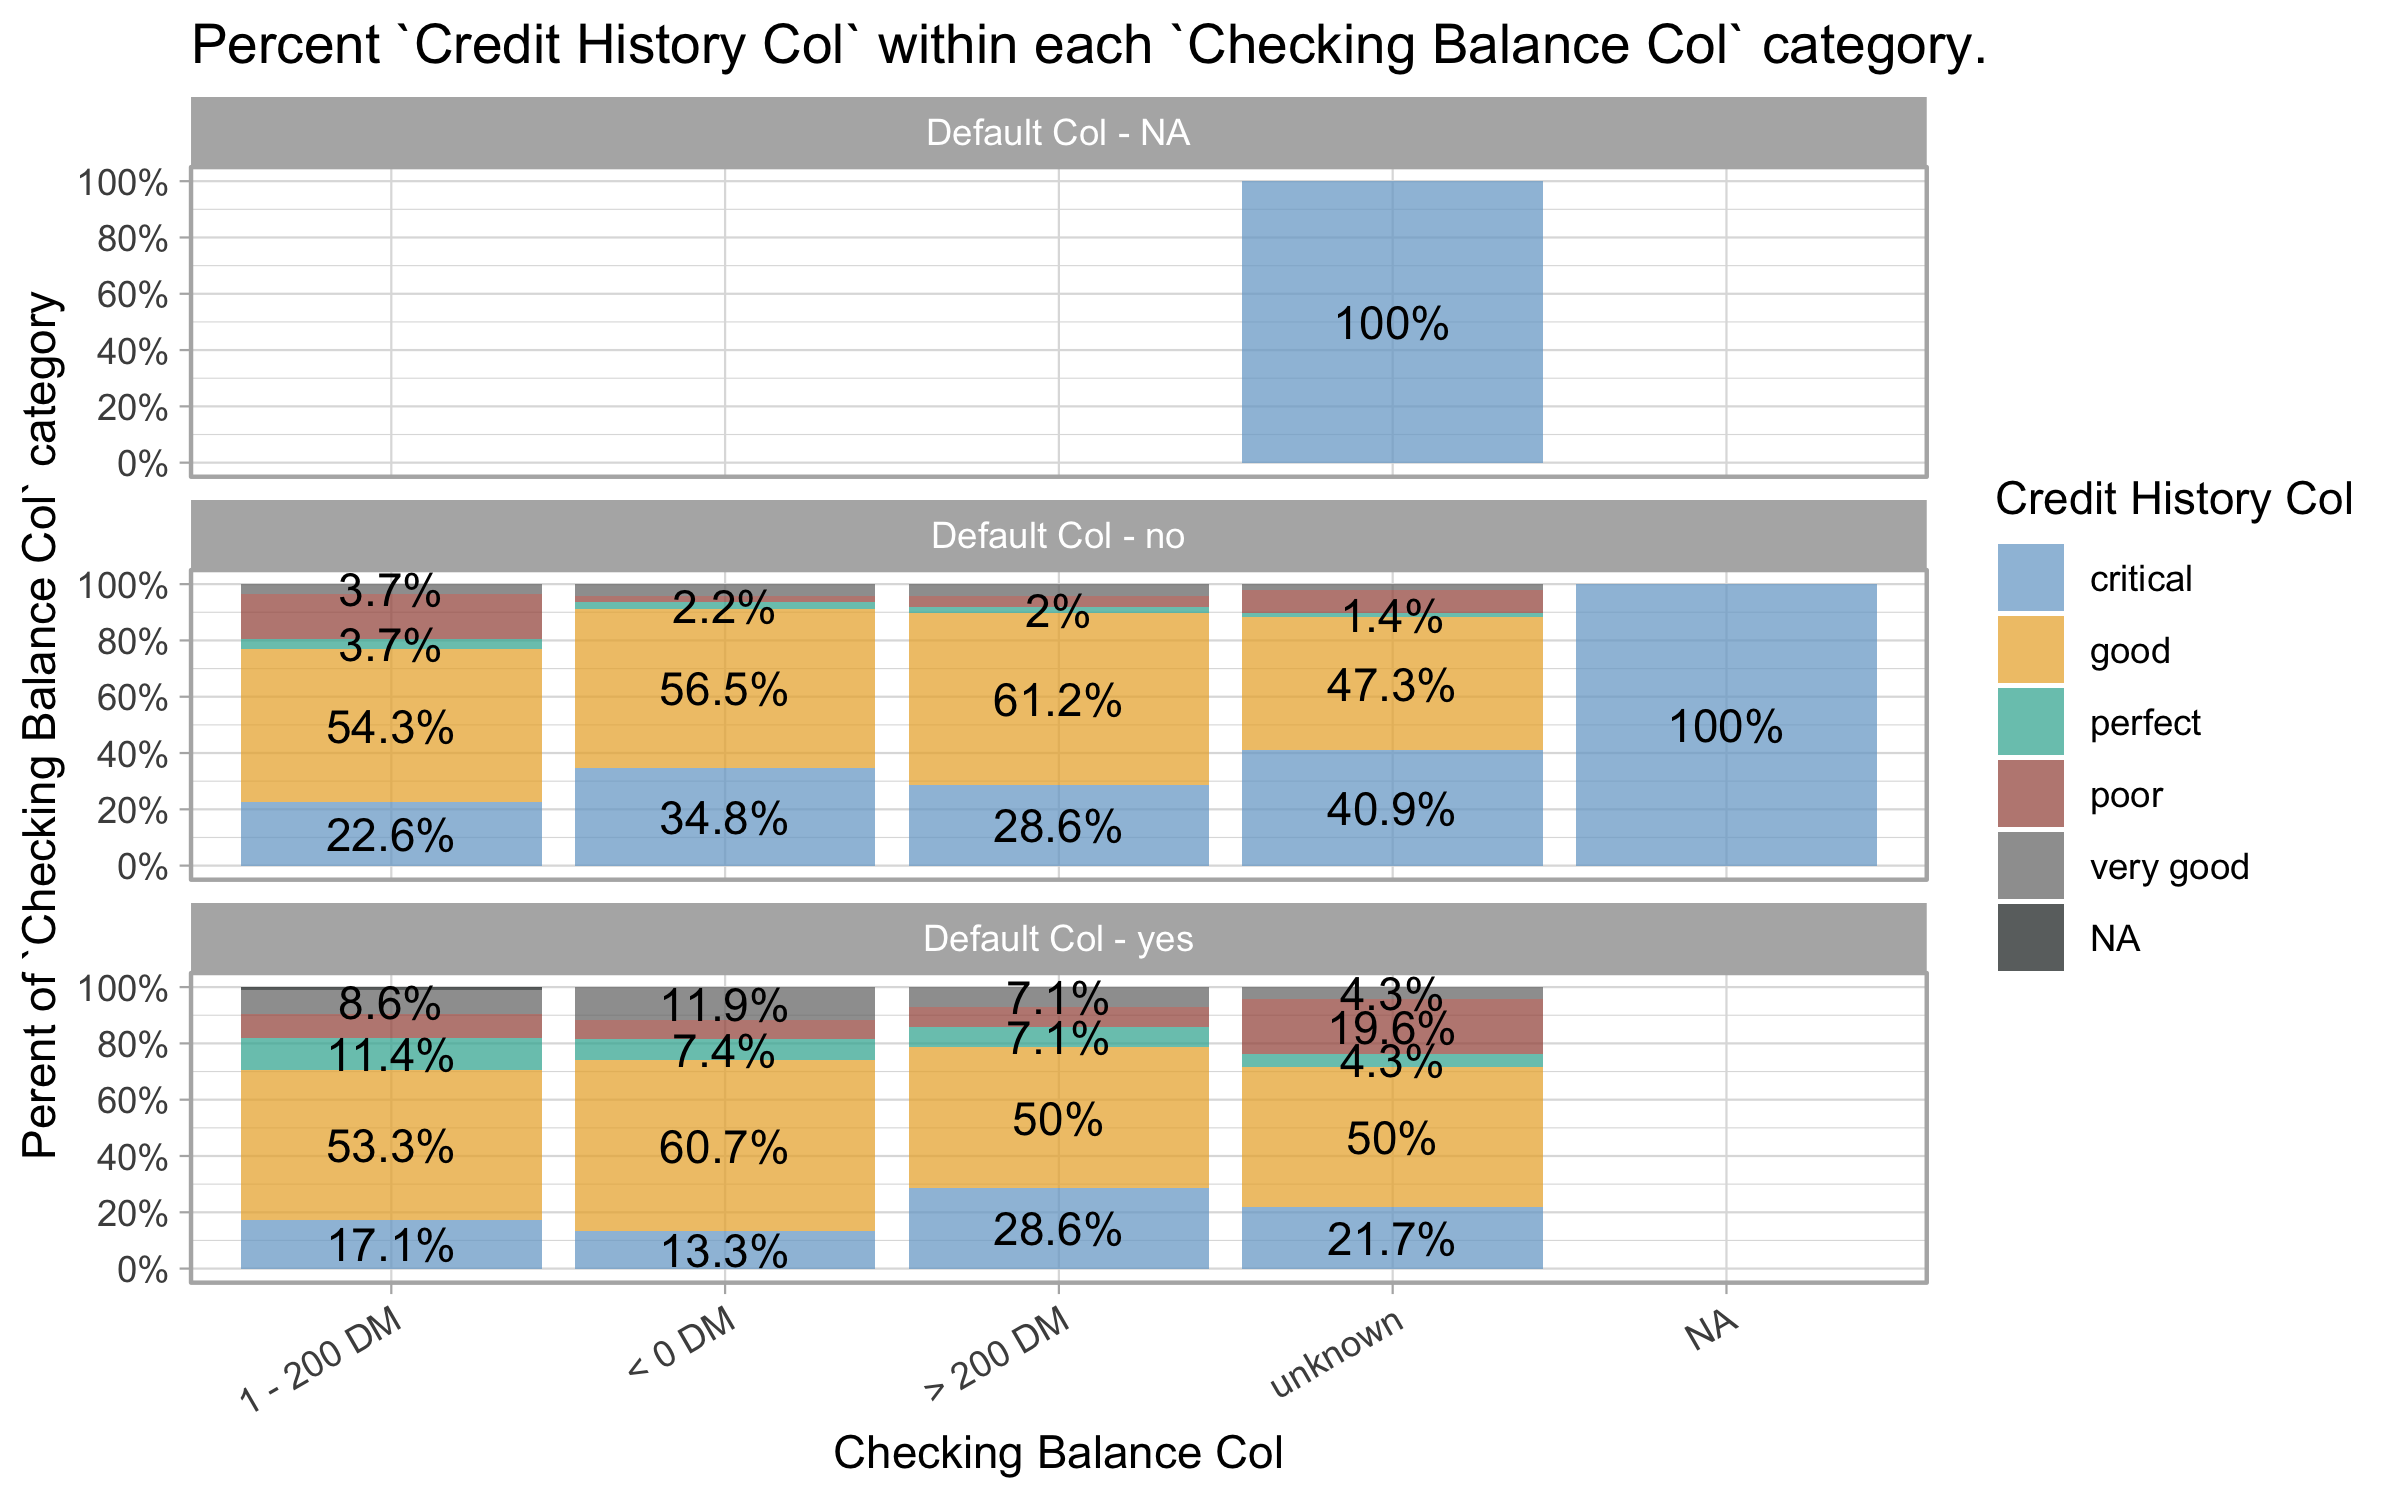 Percent `Credit History Col` within each `Checking Balance Col` category.
Perent of `Checking Balance Col` category
Default Col - NA
100%
80%
60%
40%
20%
0%
100%
Default Col - no
100%
80%
60%
40%
20%
0%
3.7%
3.7%
54.3%
22.6%
2.2%
56.5%
34.8%
2%
61.2%
28.6%
1.4%
47.3%
40.9%
100%
Default Col - yes
100%
80%
60%
40%
20%
0%
8.6%
11.4%
53.3%
17.1%
11.9%
7.4%
60.7%
13.3%
7.1%
7.1%
50%
28.6%
4.3%
19.6%
4.3%
50%
21.7%
1 - 200 DM
< 0 DM
> 200 DM
unknown
NA
Checking Balance Col
Credit History Col
critical
good
perfect
poor
very good
NA